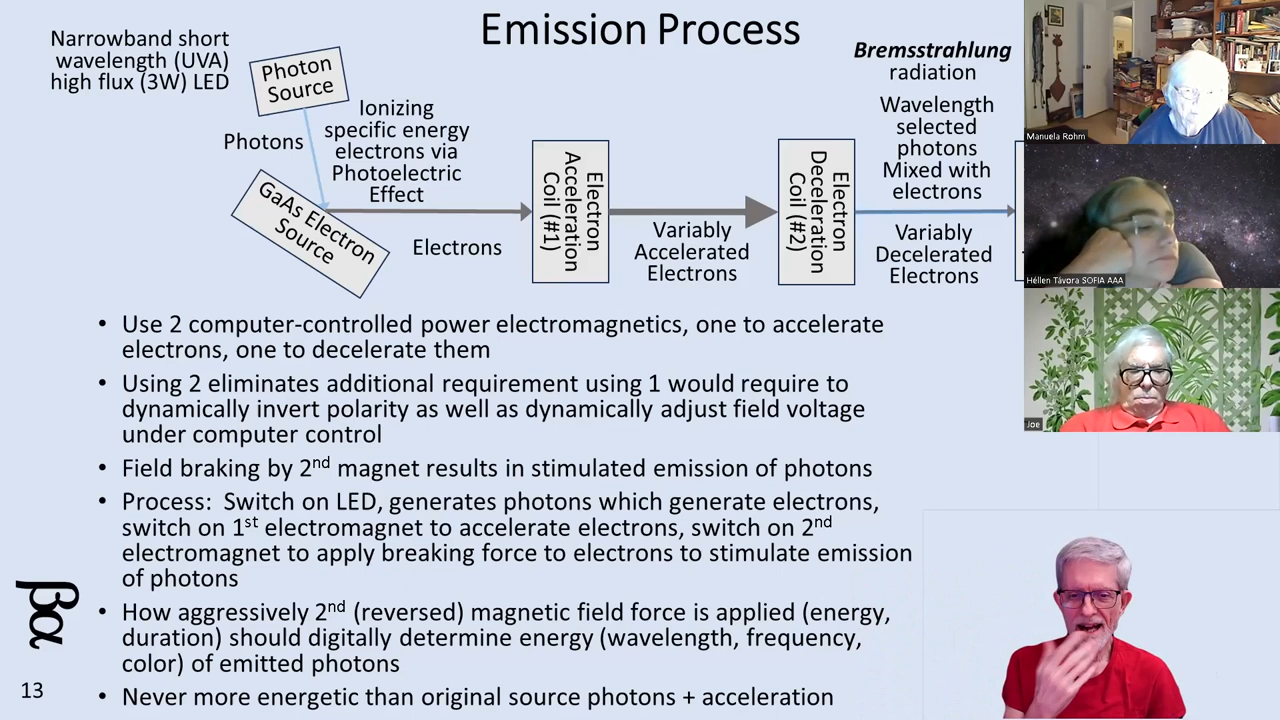 Emission Process
Narrowband short
wavelength (UVA)
high flux (3W) LED
Photon
Source
Photons
Ionizing
specific energy
electrons via
Photoelectric
Effect
GaAs Electron
Source
Electrons
Electron
Acceleration
Coil (#1)
Variably
Accelerated
Electrons
Electron
Deceleration
Coil (#2)
Bremsstrahlung
radiation
Wavelength
selected
photons
Mixed with
electrons
Variably
Decelerated
Electrons
• Use 2 computer-controlled power electromagnetics, one to accelerate
electrons, one to decelerate them
• Using 2 eliminates additional requirement using 1 would require to
dynamically invert polarity as well as dynamically adjust field voltage
under computer control
• Field braking by 2nd magnet results in stimulated emission of photons
• Process: Switch on LED, generates photons which generate electrons,
switch on 1st electromagnet to accelerate electrons, switch on 2nd
electromagnet to apply breaking force to electrons to stimulate emission
of photons
• How aggressively 2nd (reversed) magnetic field force is applied (energy,
duration) should digitally determine energy (wavelength, frequency,
color) of emitted photons
• Never more energetic than original source photons + acceleration
βα
13
Manuela Rohm
Héllen Távora SOFIA AAA
Joe